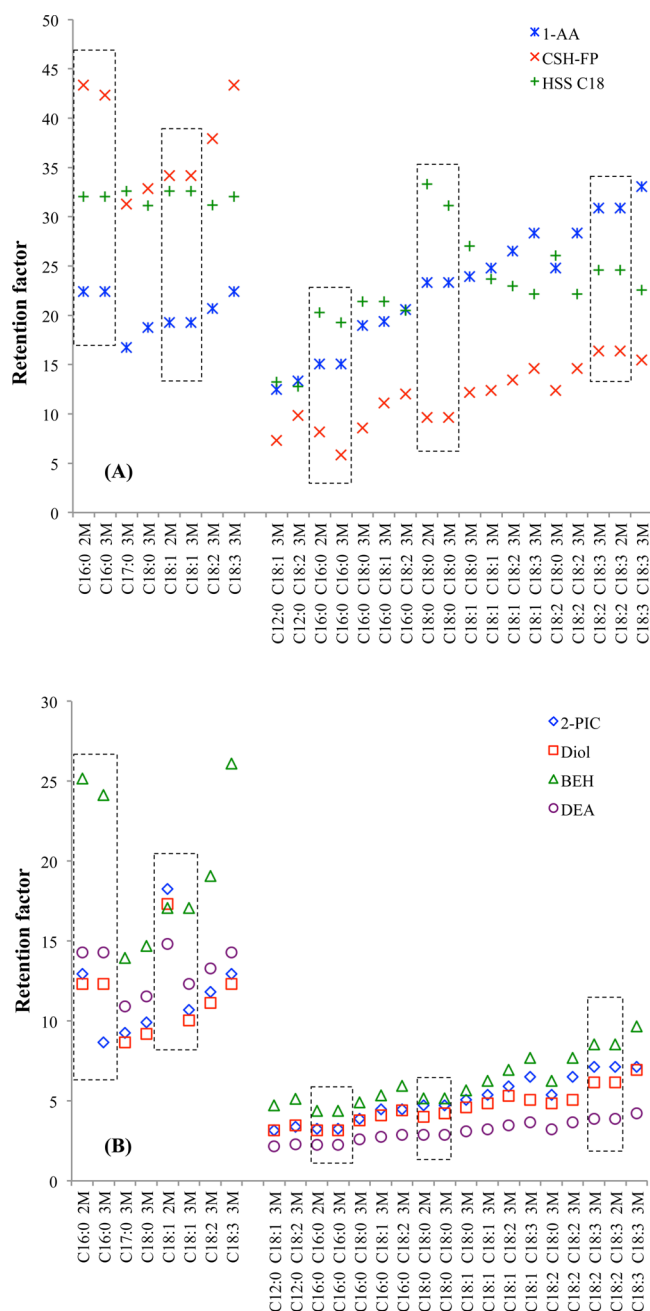 50
45
40
35
30
25
20
15
10
5
0
Retention factor
1-AA
CSH-FP
HSS C18
(A)
C16:0 2M
C16:0 3M
C17:0 3M
C18:0 3M
C18:1 2M
C18:1 3M
C18:2 3M
C18:3 3M
C12:0 C18:1 3M
C12:0 C18:2 3M
C16:0 C16:0 2M
C16:0 C16:0 3M
C16:0 C18:0 3M
C16:0 C18:1 3M
C16:0 C18:2 3M
C18:0 C18:0 2M
C18:0 C18:0 3M
C18:1 C18:0 3M
C18:1 C18:1 3M
C18:1 C18:2 3M
C18:1 C18:3 3M
C18:2 C18:0 3M
C18:2 C18:2 3M
C18:2 C18:3 3M
C18:2 C18:2 2M
C18:3 C18:3 3M
30
25
20
15
10
5
0
Retention factor
2-PIC
Diol
BEH
DEA
(B)
C16:0 2M
C16:0 3M
C17:0 3M
C18:0 3M
C18:1 2M
C18:1 3M
C18:2 3M
C18:3 3M
C12:0 C18:1 3M
C12:0 C18:2 3M
C16:0 C16:0 2M
C16:0 C16:0 3M
C16:0 C18:0 3M
C16:0 C18:1 3M
C16:0 C18:2 3M
C18:0 C18:0 2M
C18:0 C18:0 3M
C18:1 C18:0 3M
C18:1 C18:1 3M
C18:1 C18:2 3M
C18:1 C18:3 3M
C18:2 C18:0 3M
C18:2 C18:2 3M
C18:2 C18:3 3M
C18:2 C18:2 2M
C18:3 C18:3 3M